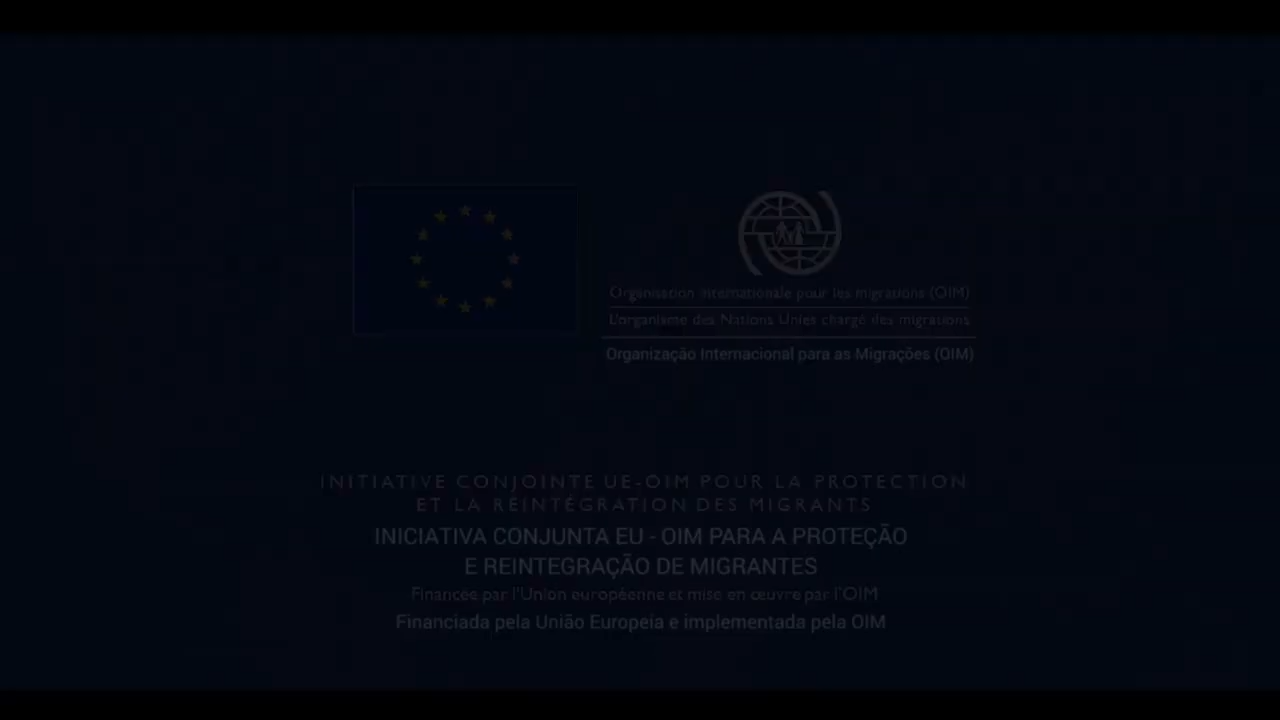 Organisation internationale pour les migrations (OIM)
L'organisme des Nations Unies chargé des migrations
Organização Internacional para as Migrações (OIM)
INITIATIVE CONJOINTE UE-OIM POUR LA PROTECTION
ET LA RÉINTÉGRATION DES MIGRANTS
INICIATIVA CONJUNTA EU - OIM PARA A PROTEÇÃO
E REINTEGRAÇÃO DE MIGRANTES
Financée par l'Union européenne et mise en œuvre par l'OIM
Financiada pela União Europeia e implementada pela OIM